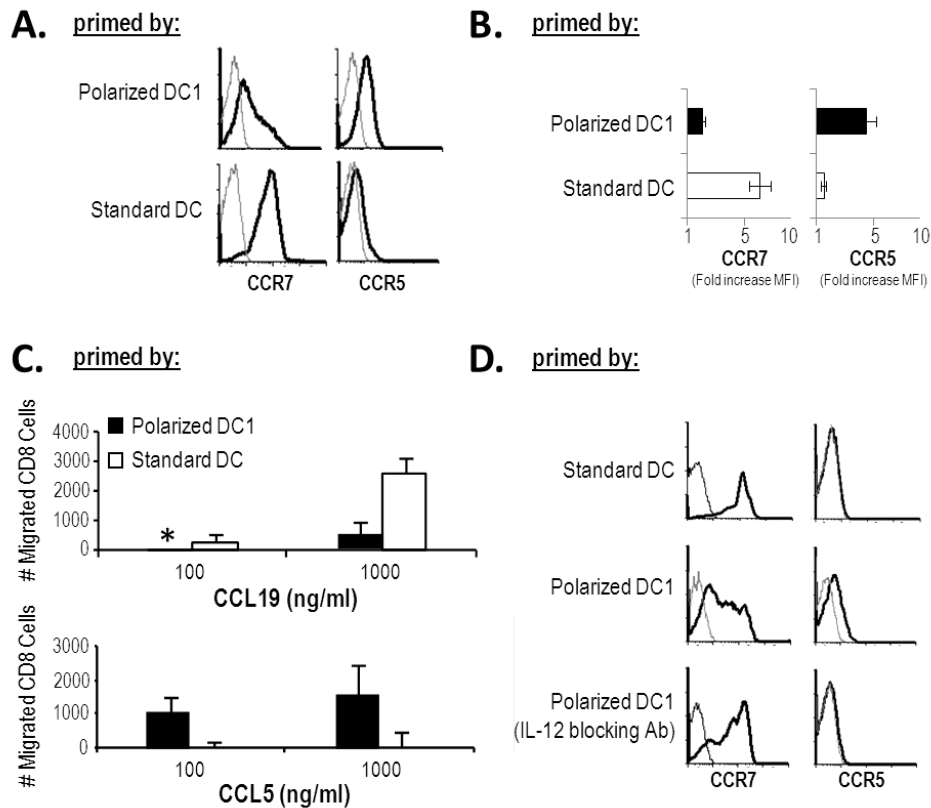 A. primed by:
Polarized DC1
Standard DC
CCR7 CCR5
B. primed by:
Polarized DC1
Standard DC
1 5 10 1 5 10
CCR7 CCR5
(Fold increase MFI) (Fold increase MFI)
C. primed by:
# Migrated CD8 Cells
4000
3000
2000
1000
0
Polarized DC1
Standard DC
*
100 1000
CCL19 (ng/ml)
# Migrated CD8 Cells
3000
2000
1000
0
100 1000
CCL5 (ng/ml)
D. primed by:
Standard DC
Polarized DC1
Polarized DC1
(IL-12 blocking Ab)
CCR7 CCR5